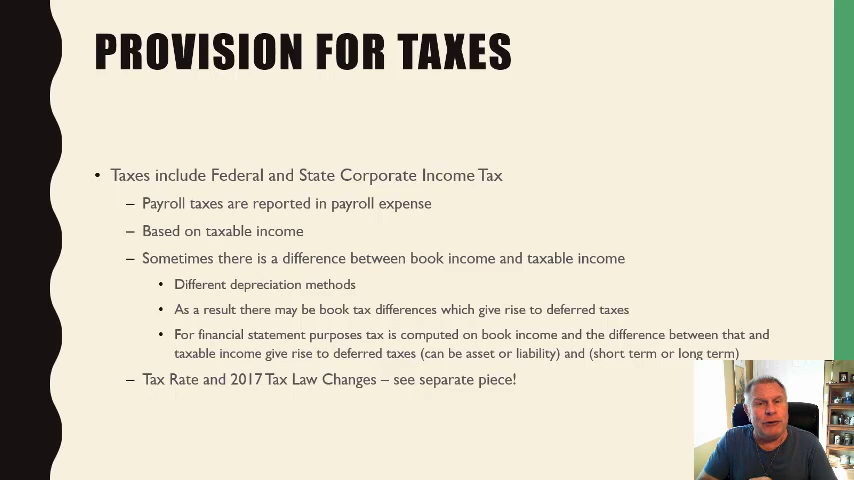 PROVISION FOR TAXES
• Taxes include Federal and State Corporate Income Tax
– Payroll taxes are reported in payroll expense
– Based on taxable income
– Sometimes there is a difference between book income and taxable income
• Different depreciation methods
• As a result there may be book tax differences which give rise to deferred taxes
• For financial statement purposes tax is computed on book income and the difference between that and
taxable income give rise to deferred taxes (can be asset or liability) and (short term or long term)
– Tax Rate and 2017 Tax Law Changes – see separate piece!